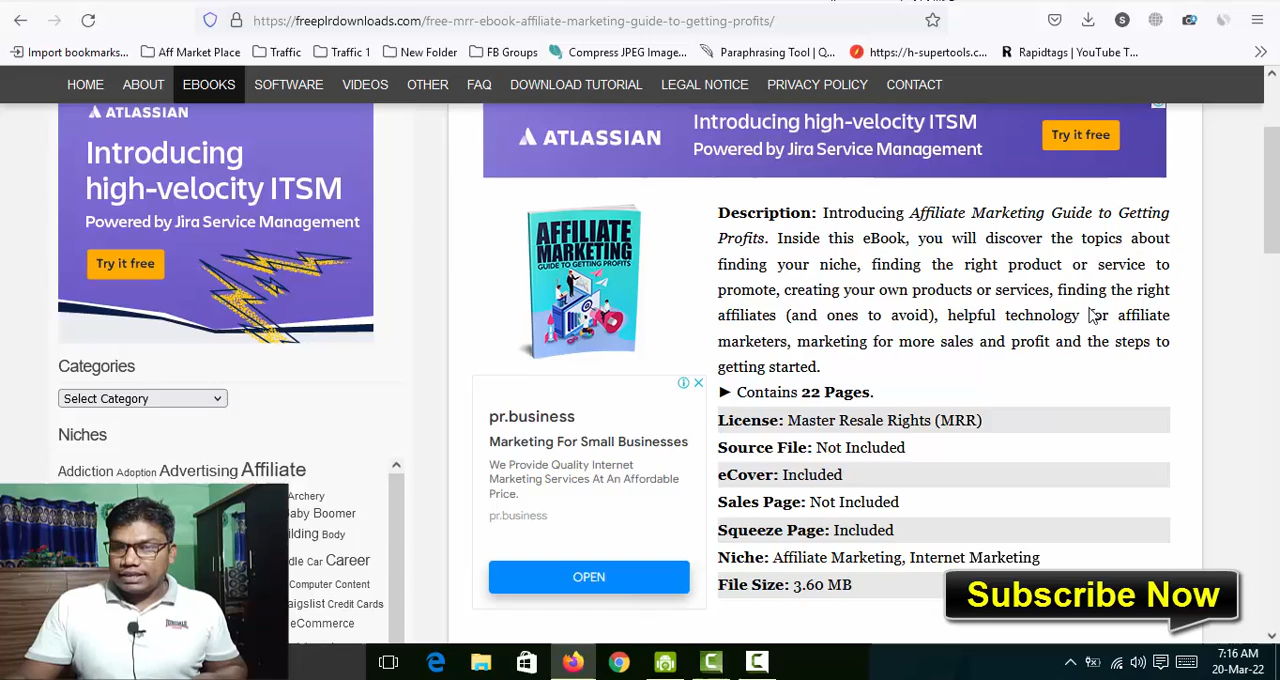 https://freeplrdownloads.com/free-mrr-ebook-affiliate-marketing-guide-to-getting-profits/
Import bookmarks... Aff Market Place Traffic Traffic 1 New Folder FB Groups Compress JPEG Image... Paraphrasing Tool | Q... https://h-supertools.c... Rapidtags | YouTube T...
HOME ABOUT EBOOKS SOFTWARE VIDEOS OTHER FAQ DOWNLOAD TUTORIAL LEGAL NOTICE PRIVACY POLICY CONTACT
ATLASSIAN
Introducing
high-velocity ITSM
Powered by Jira Service Management
Try it free
Categories
Select Category
Niches
Addiction Adoption Advertising Affiliate
Archery
aby Boomer
ilding Body
dle Car Career
Computer Content
aigslist Credit Cards
eCommerce
ATLASSIAN
Introducing high-velocity ITSM
Powered by Jira Service Management
Try it free
AFFILIATE
MARKETING
GUIDE TO GETTING PROFITS
pr.business
Marketing For Small Businesses
We Provide Quality Internet
Marketing Services At An Affordable
Price.
pr.business
OPEN
Description: Introducing Affiliate Marketing Guide to Getting
Profits. Inside this eBook, you will discover the topics about
finding your niche, finding the right product or service to
promote, creating your own products or services, finding the right
affiliates (and ones to avoid), helpful technology for affiliate
marketers, marketing for more sales and profit and the steps to
getting started.
► Contains 22 Pages.
License: Master Resale Rights (MRR)
Source File: Not Included
eCover: Included
Sales Page: Not Included
Squeeze Page: Included
Niche: Affiliate Marketing, Internet Marketing
File Size: 3.60 MB
Subscribe Now
7:16 AM
20-Mar-22